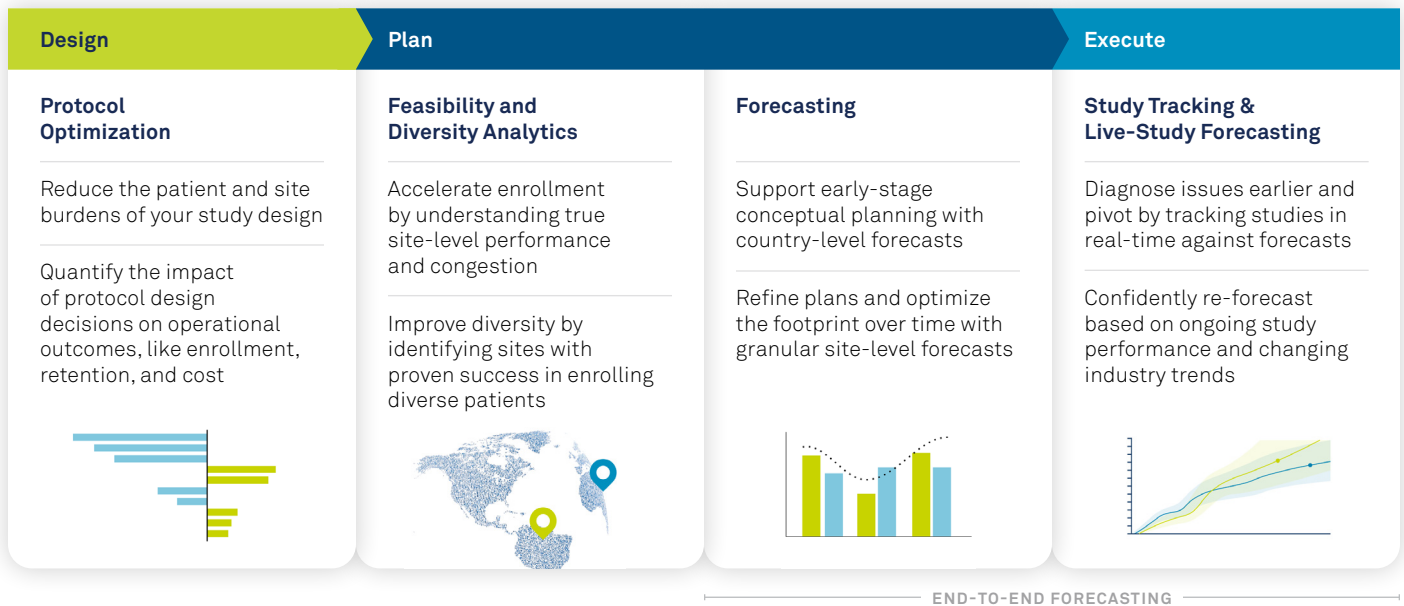 Design
Plan
Execute
Protocol
Optimization
Reduce the patient and site
burdens of your study design
Quantify the impact
of protocol design
decisions on operational
outcomes, like enrollment,
retention, and cost
Feasibility and
Diversity Analytics
Accelerate enrollment
by understanding true
site-level performance
and congestion
Improve diversity by
identifying sites with
proven success in enrolling
diverse patients
Forecasting
Support early-stage
conceptual planning with
country-level forecasts
Refine plans and optimize
the footprint over time with
granular site-level forecasts
Study Tracking &
Live-Study Forecasting
Diagnose issues earlier and
pivot by tracking studies in
real-time against forecasts
Confidently re-forecast
based on ongoing study
performance and changing
industry trends
END-TO-END FORECASTING